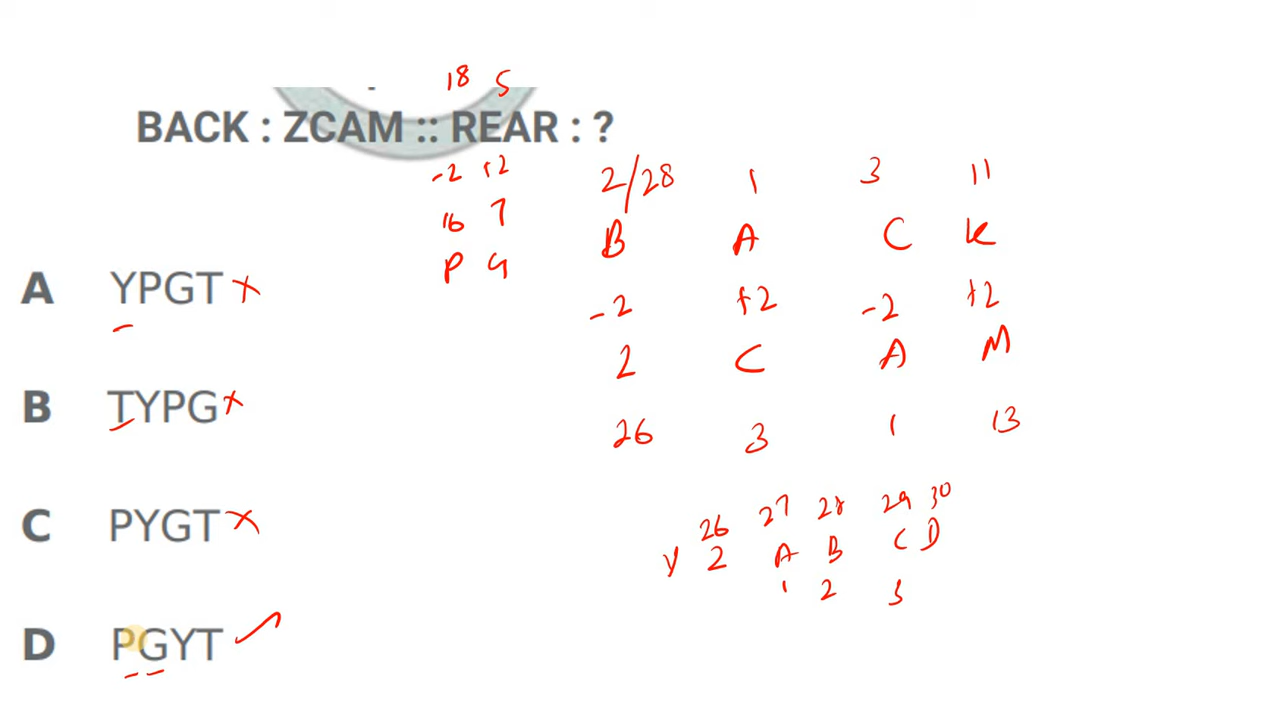 18 5
BACK : ZCAM :: REAR : ?
-2 +2
16 7
P G
2/28 1 3 11
B A C K
-2 +2 -2 +2
Z C A M
26 3 1 13
A YPGT ×
B TYPG ×
C PYGT ×
D PGYT ✓
26 27 28 29 30
Y Z A B C D
1 2 3